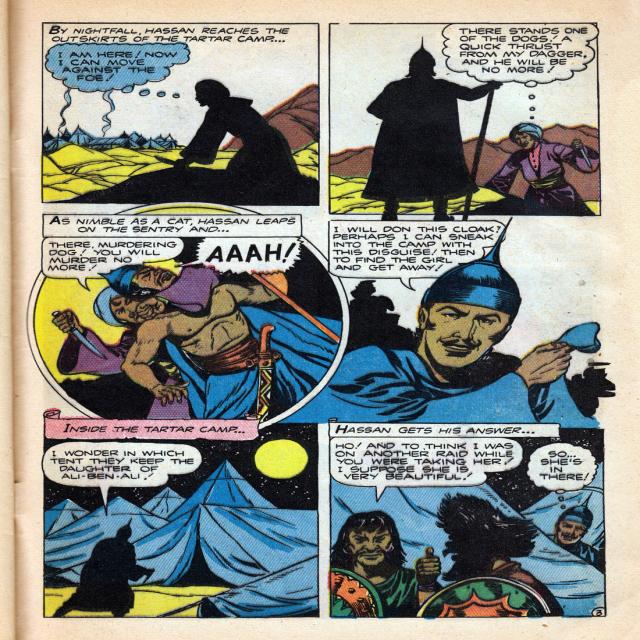 BY NIGHTFALL, HASSAN REACHES THE
OUTSKIRTS OF THE TARTAR CAMP...
I AM HERE! NOW
I CAN MOVE
AGAINST THE
FOE!
THERE STANDS ONE
OF THE DOGS! A
QUICK THRUST
FROM MY DAGGER,
AND HE WILL BE
NO MORE!
AS NIMBLE AS A CAT, HASSAN LEAPS
ON THE SENTRY AND...
THERE, MURDERING
DOG! YOU WILL
MURDER NO
MORE!
AAAH!
I WILL DON THIS CLOAK!
PERHAPS I CAN SNEAK
INTO THE CAMP WITH
THIS DISGUISE! THEN
TO FIND THE GIRL
AND GET AWAY!
INSIDE THE TARTAR CAMP...
I WONDER IN WHICH
TENT THEY KEEP THE
DAUGHTER OF
ALI-BEN-ALI!
HASSAN GETS HIS ANSWER...
HO! AND TO THINK I WAS
ON ANOTHER RAID WHILE
YOU WERE TAKING HER!
I SUPPOSE SHE IS
VERY BEAUTIFUL.
SO...
SHE'S
IN
THERE!
3